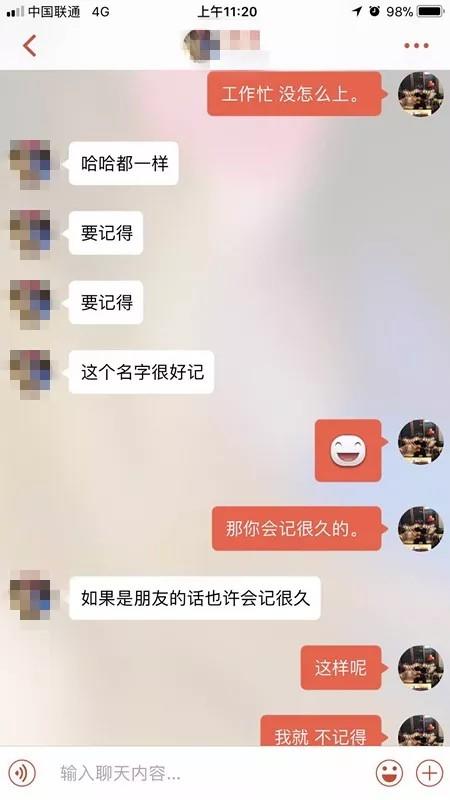 中国联通 4G 上午11:20 98%
工作忙 没怎么上。
哈哈都一样
要记得
要记得
这个名字很好记
那你会记很久的。
如果是朋友的话也许会记很久
这样呢
我就 不记得
输入聊天内容...